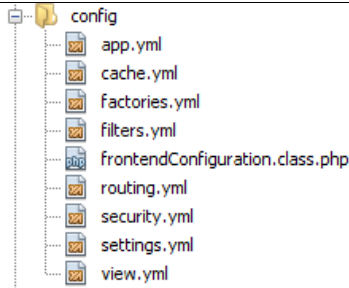 config
app.yml
cache.yml
factories.yml
filters.yml
frontendConfiguration.class.php
routing.yml
security.yml
settings.yml
view.yml